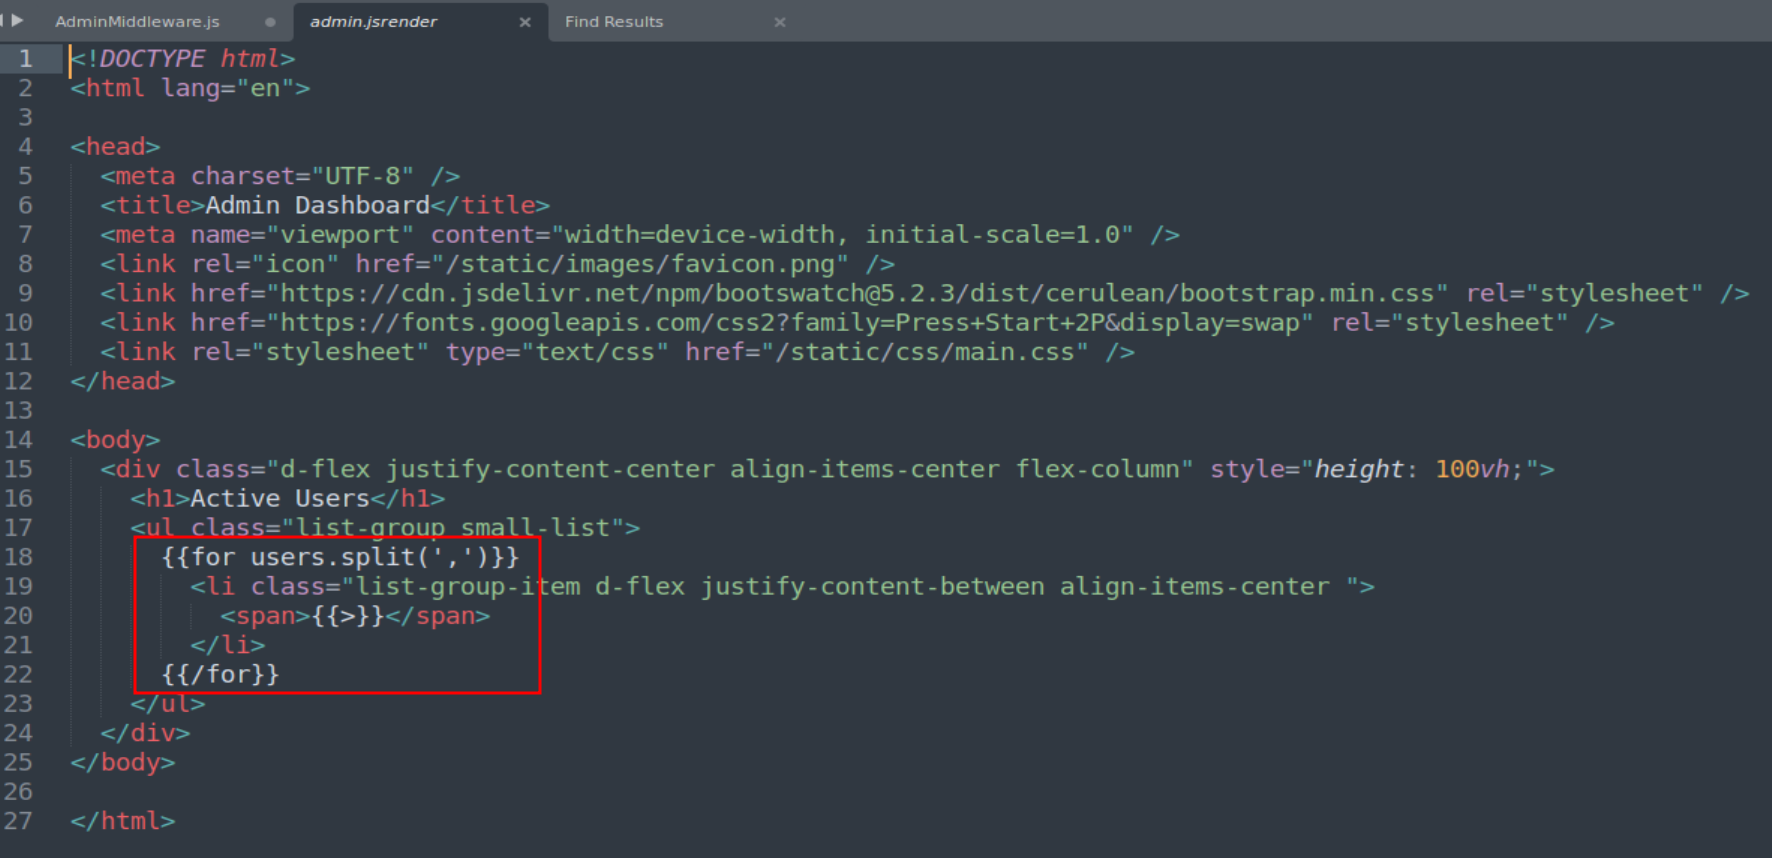 AdminMiddleware.js admin.jsrender Find Results
1 <!DOCTYPE html>
2 <html lang="en">
3
4 <head>
5 <meta charset="UTF-8" />
6 <title>Admin Dashboard</title>
7 <meta name="viewport" content="width=device-width, initial-scale=1.0" />
8 <link rel="icon" href="/static/images/favicon.png" />
9 <link href="https://cdn.jsdelivr.net/npm/bootswatch@5.2.3/dist/cerulean/bootstrap.min.css" rel="stylesheet" />
10 <link href="https://fonts.googleapis.com/css2?family=Press+Start+2P&display=swap" rel="stylesheet" />
11 <link rel="stylesheet" type="text/css" href="/static/css/main.css" />
12 </head>
13
14 <body>
15 <div class="d-flex justify-content-center align-items-center flex-column" style="height: 100vh;">
16 <h1>Active Users</h1>
17 <ul class="list-group small-list">
18 {{for users.split(',')}}
19 <li class="list-group-item d-flex justify-content-between align-items-center ">
20 <span>{{>}}</span>
21 </li>
22 {{/for}}
23 </ul>
24 </div>
25 </body>
26
27 </html>